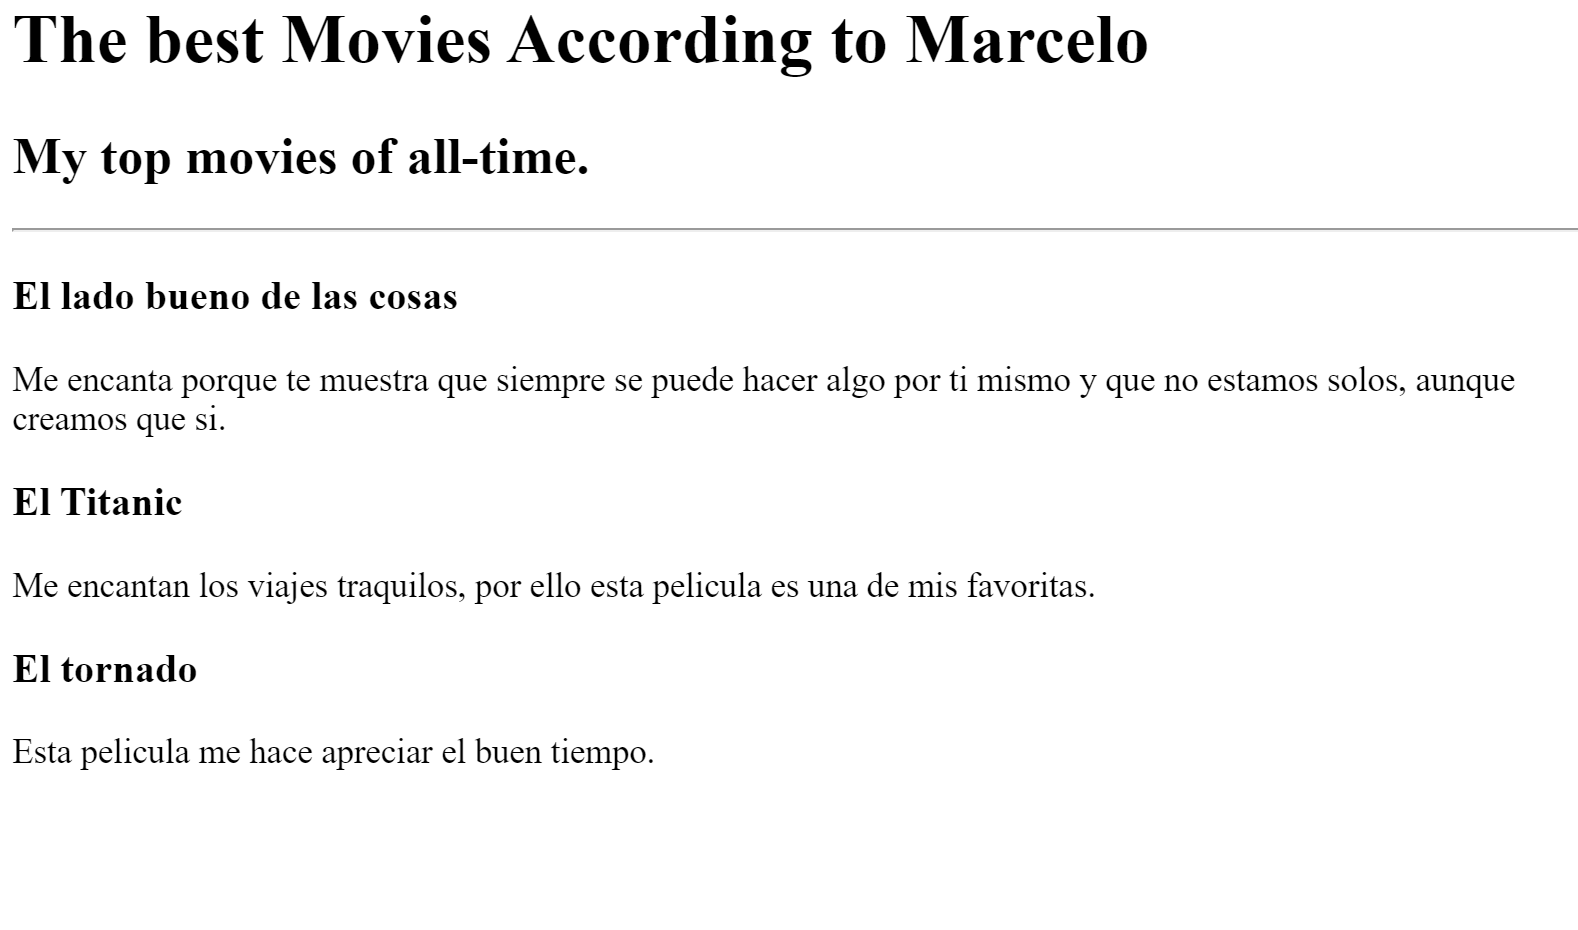 The best Movies According to Marcelo
My top movies of all-time.
El lado bueno de las cosas
Me encanta porque te muestra que siempre se puede hacer algo por ti mismo y que no estamos solos, aunque
creamos que si.
El Titanic
Me encantan los viajes traquilos, por ello esta pelicula es una de mis favoritas.
El tornado
Esta pelicula me hace apreciar el buen tiempo.